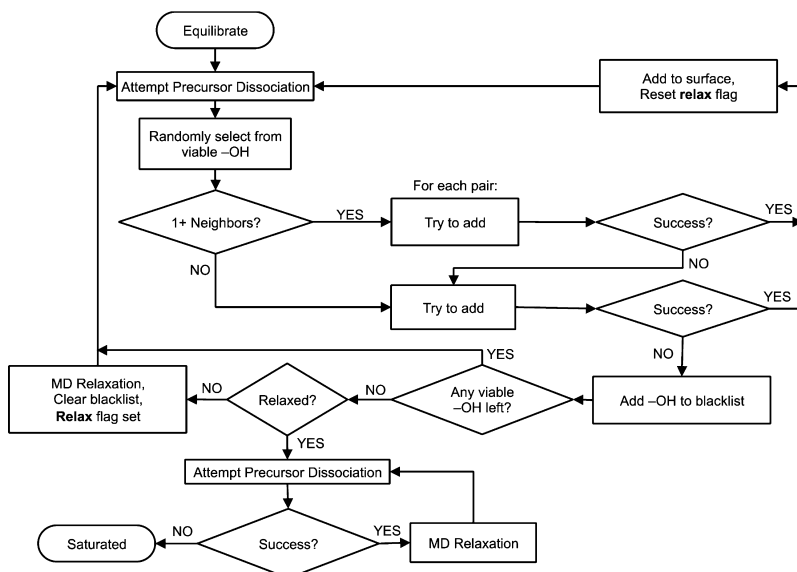 Equilibrate
Attempt Precursor Dissociation
Add to surface,
Reset relax flag
Randomly select from
viable –OH
For each pair:
1+ Neighbors?
YES
Try to add
Success?
YES
NO
NO
Try to add
Success?
YES
NO
YES
MD Relaxation,
Clear blacklist,
Relax flag set
NO
Relaxed?
NO
Any viable
–OH left?
Add –OH to blacklist
YES
Attempt Precursor Dissociation
Saturated
NO
Success?
YES
MD Relaxation